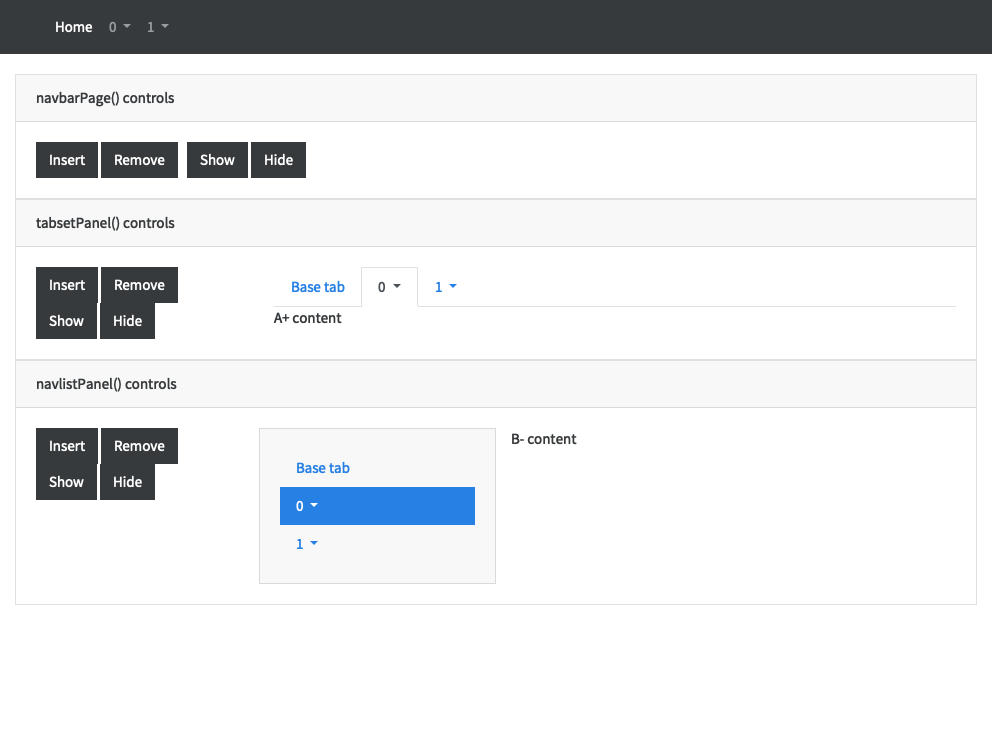 Home 0 1
navbarPage() controls
Insert Remove Show Hide
tabsetPanel() controls
Insert Remove
Show Hide
Base tab 0 1
A+ content
navlistPanel() controls
Insert Remove
Show Hide
Base tab
0
1
B- content